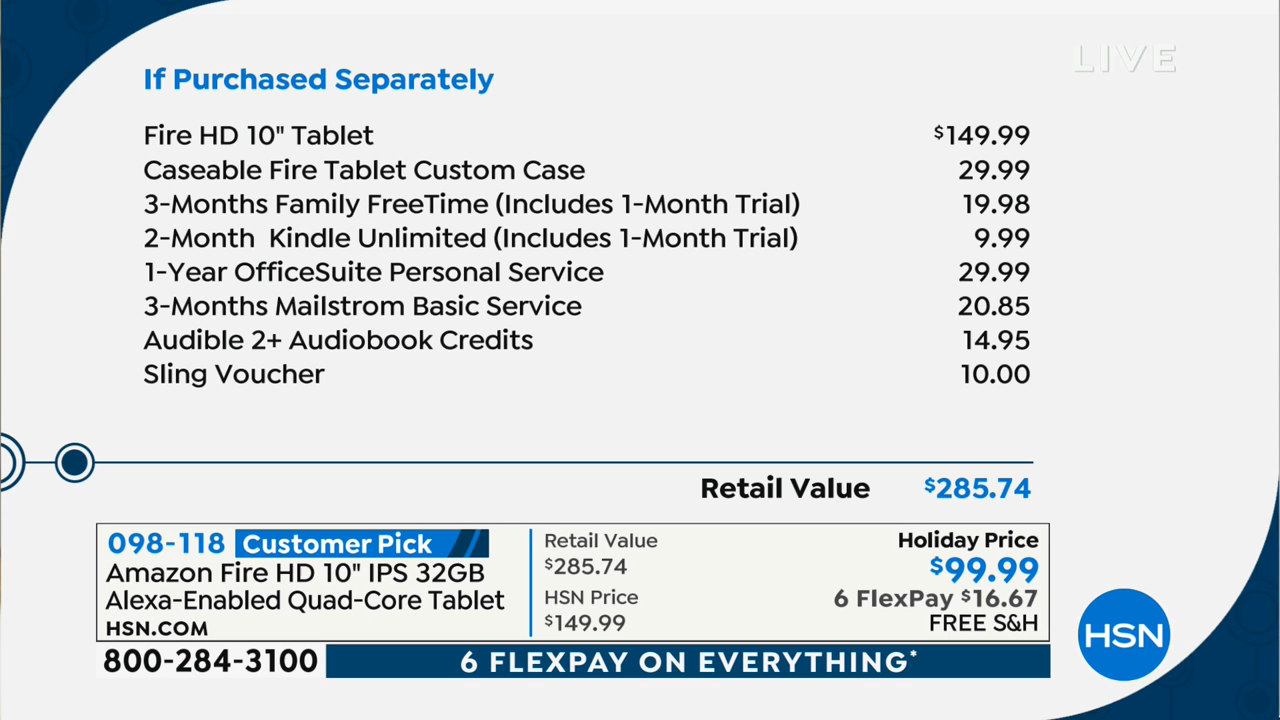 LIVE
If Purchased Separately
Fire HD 10" Tablet $149.99
Caseable Fire Tablet Custom Case 29.99
3-Months Family FreeTime (Includes 1-Month Trial) 19.98
2-Month Kindle Unlimited (Includes 1-Month Trial) 9.99
1-Year OfficeSuite Personal Service 29.99
3-Months Mailstrom Basic Service 20.85
Audible 2+ Audiobook Credits 14.95
Sling Voucher 10.00
Retail Value $285.74
098-118 Customer Pick
Amazon Fire HD 10" IPS 32GB
Alexa-Enabled Quad-Core Tablet
HSN.COM
Retail Value
$285.74
HSN Price
$149.99
Holiday Price
$99.99
6 FlexPay $16.67
FREE S&H
HSN
800-284-3100 6 FLEXPAY ON EVERYTHING*